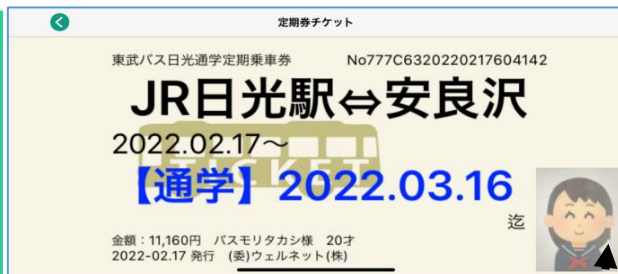 定期券チケット
東武バス日光通学定期乗車券 No777C6320220217604142
JR日光駅⇔安良沢
2022.02.17～
TICKET
【通学】2022.03.16
迄
金額：11,160円 バスモリタカシ様 20才
2022-02.17 発行 (委)ウェルネット(株)